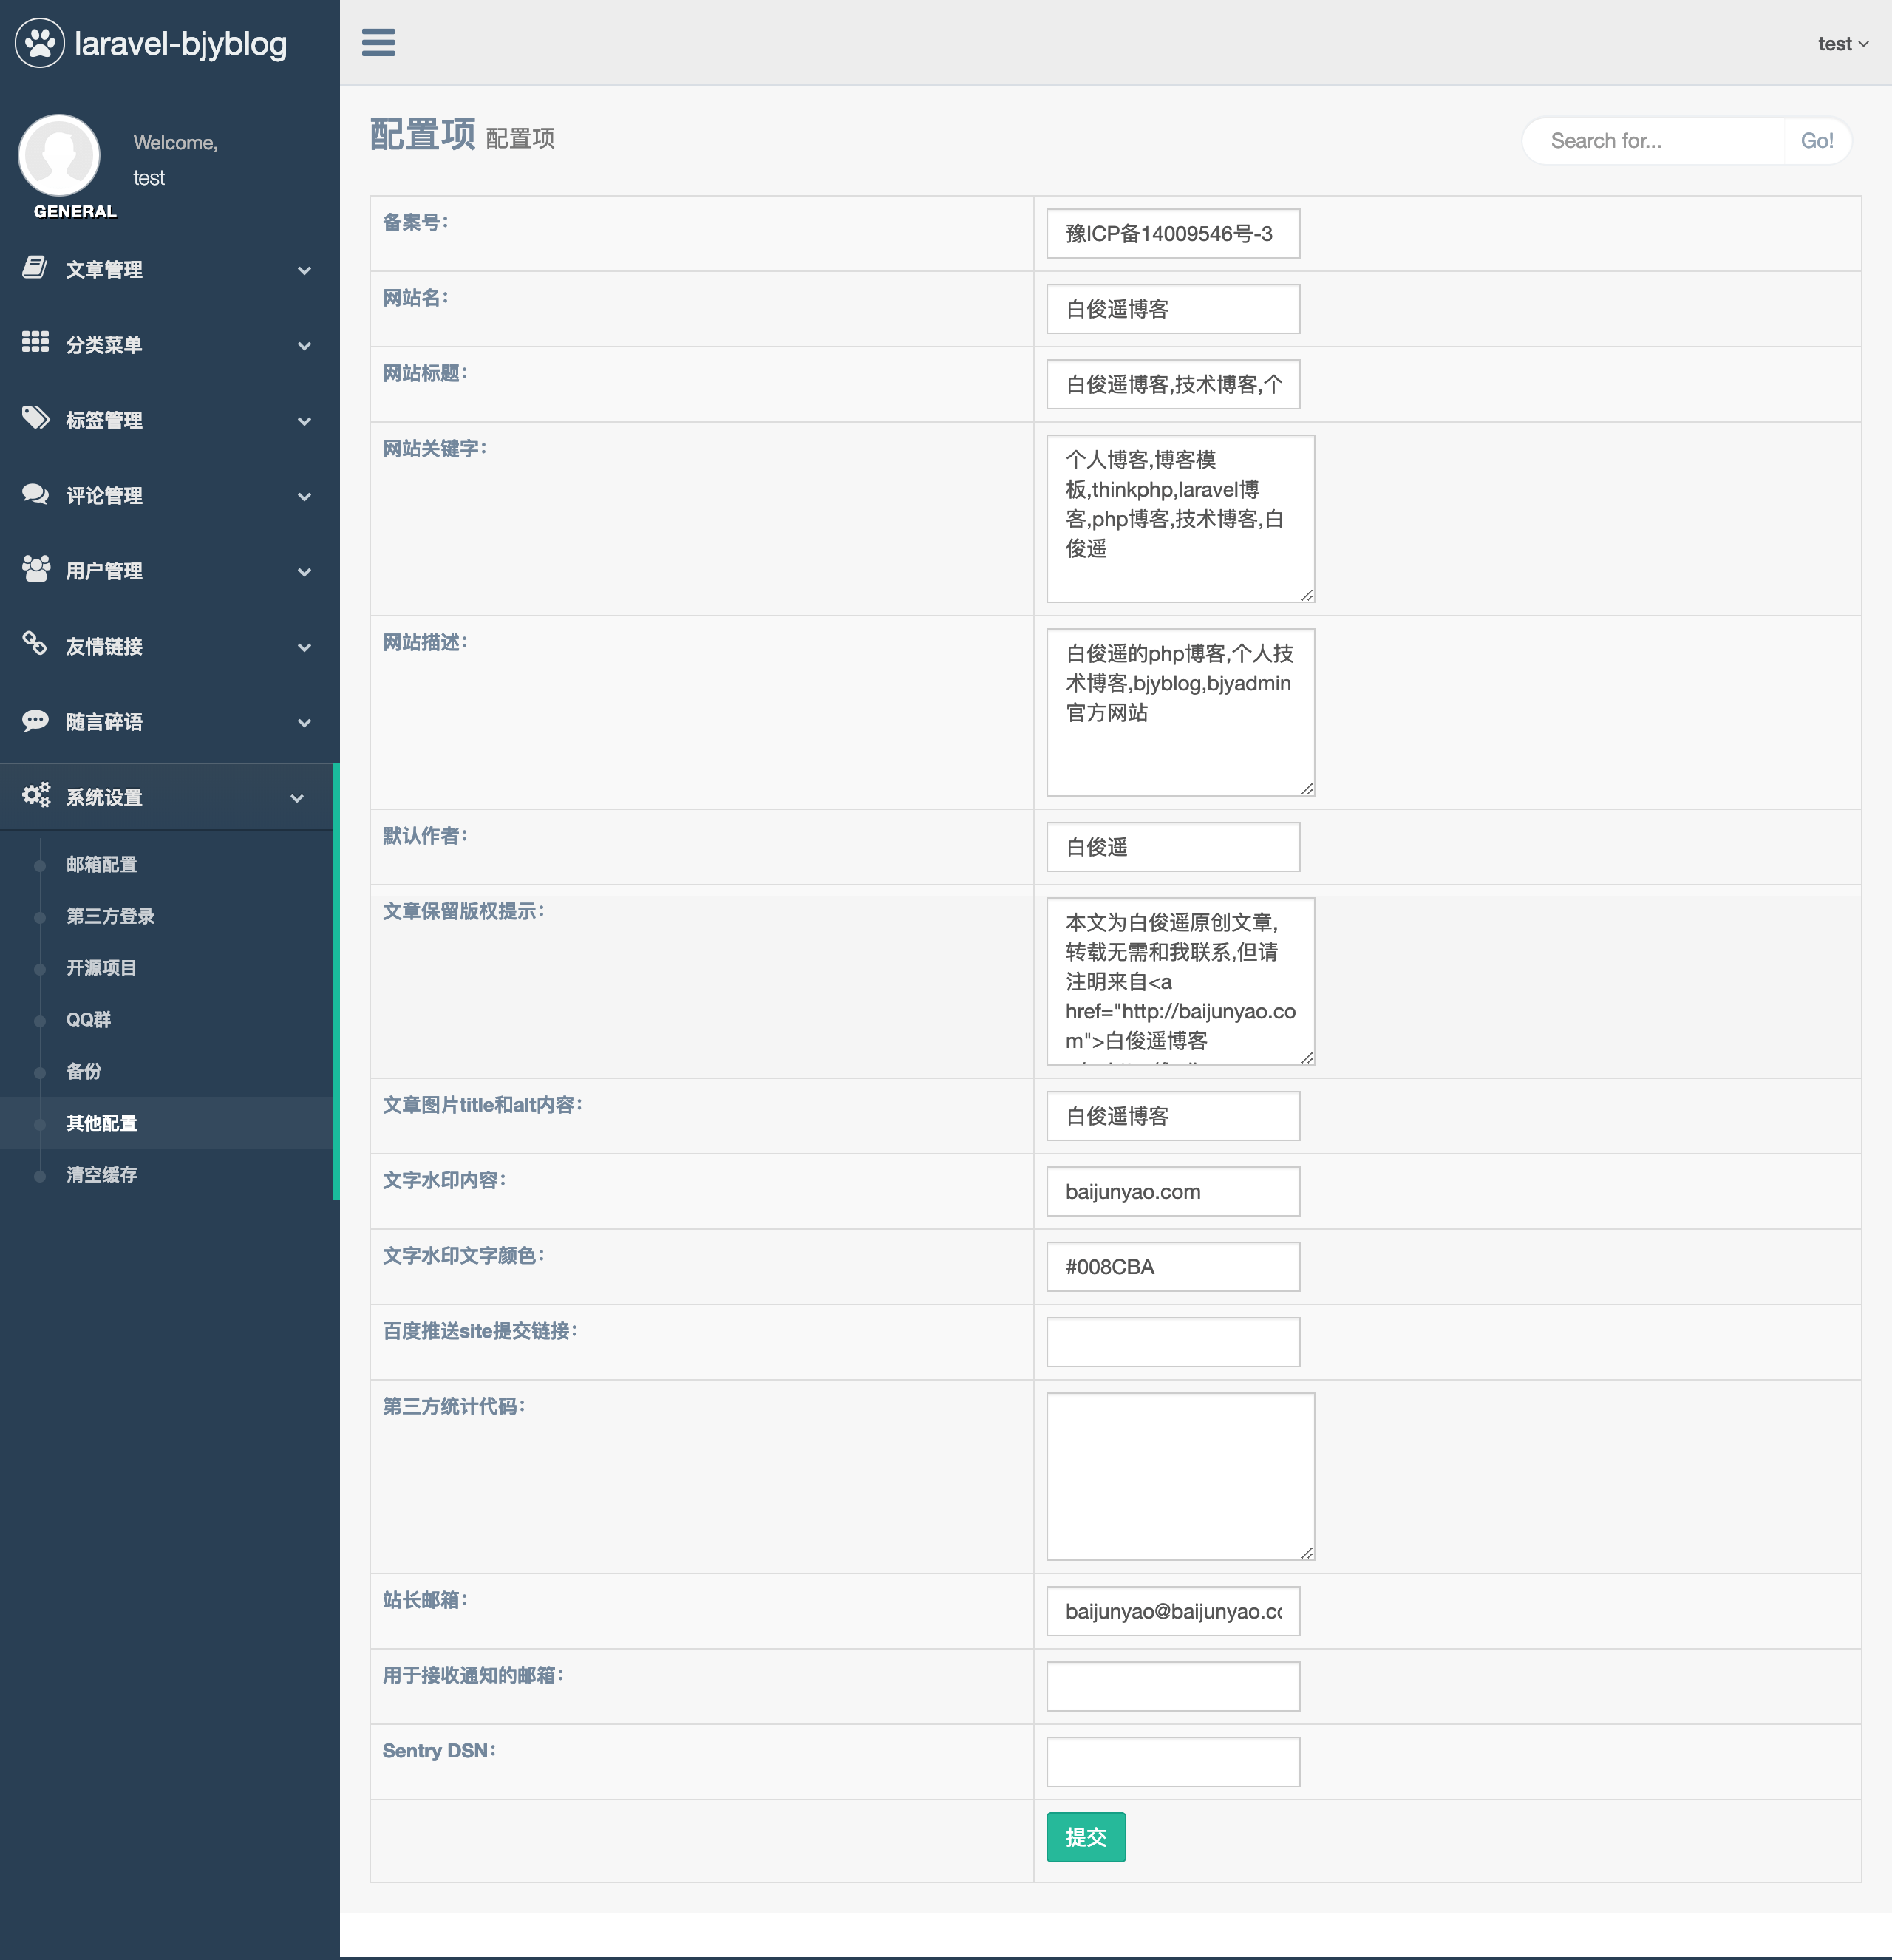 laravel-bjyblog
test
Welcome,
test
GENERAL
文章管理
分类菜单
标签管理
评论管理
用户管理
友情链接
随言碎语
系统设置
邮箱配置
第三方登录
开源项目
QQ群
备份
其他配置
清空缓存
配置项 配置项
Search for... Go!
备案号： 豫ICP备14009546号-3
网站名： 白俊遥博客
网站标题： 白俊遥博客,技术博客,个
网站关键字：
个人博客,博客模
板,thinkphp,laravel博
客,php博客,技术博客,白
俊遥
网站描述：
白俊遥的php博客,个人技
术博客,bjyblog,bjyadmin
官方网站
默认作者： 白俊遥
文章保留版权提示：
本文为白俊遥原创文章,
转载无需和我联系,但请
注明来自<a
href="http://baijunyao.co
m">白俊遥博客
文章图片title和alt内容： 白俊遥博客
文字水印内容： baijunyao.com
文字水印文字颜色： #008CBA
百度推送site提交链接：
第三方统计代码：
站长邮箱： baijunyao@baijunyao.c
用于接收通知的邮箱：
Sentry DSN：
提交